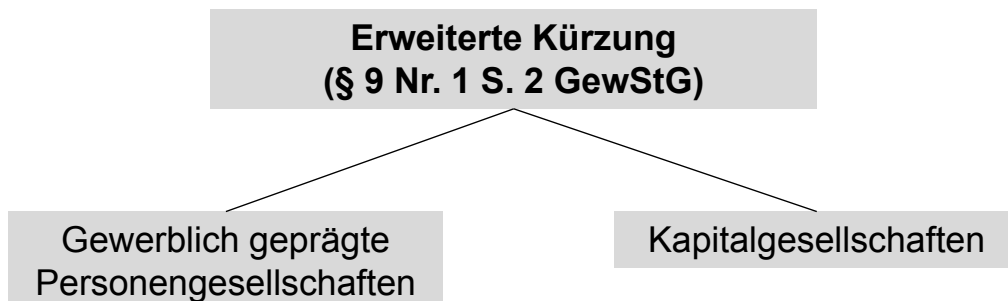 Erweiterte Kürzung
(§ 9 Nr. 1 S. 2 GewStG)
Gewerblich geprägte
Personengesellschaften
Kapitalgesellschaften